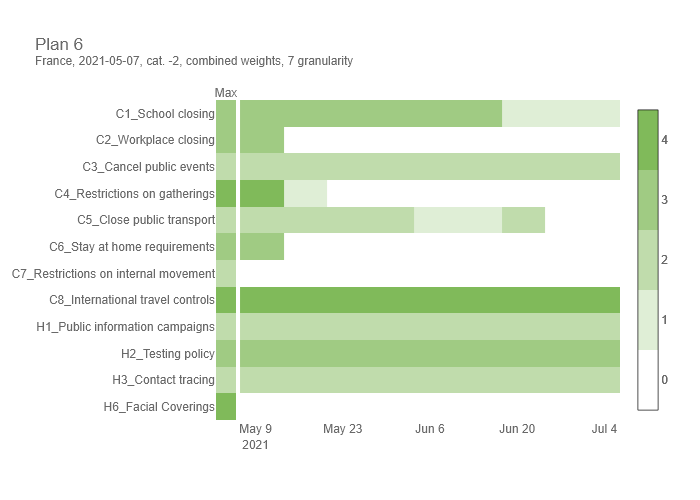 Plan 6
France, 2021-05-07, cat. -2, combined weights, 7 granularity
Max
C1_School closing
C2_Workplace closing
C3_Cancel public events
C4_Restrictions on gatherings
C5_Close public transport
C6_Stay at home requirements
C7_Restrictions on internal movement
C8_International travel controls
H1_Public information campaigns
H2_Testing policy
H3_Contact tracing
H6_Facial Coverings
4
3
2
1
0
May 9 May 23 Jun 6 Jun 20 Jul 4
2021